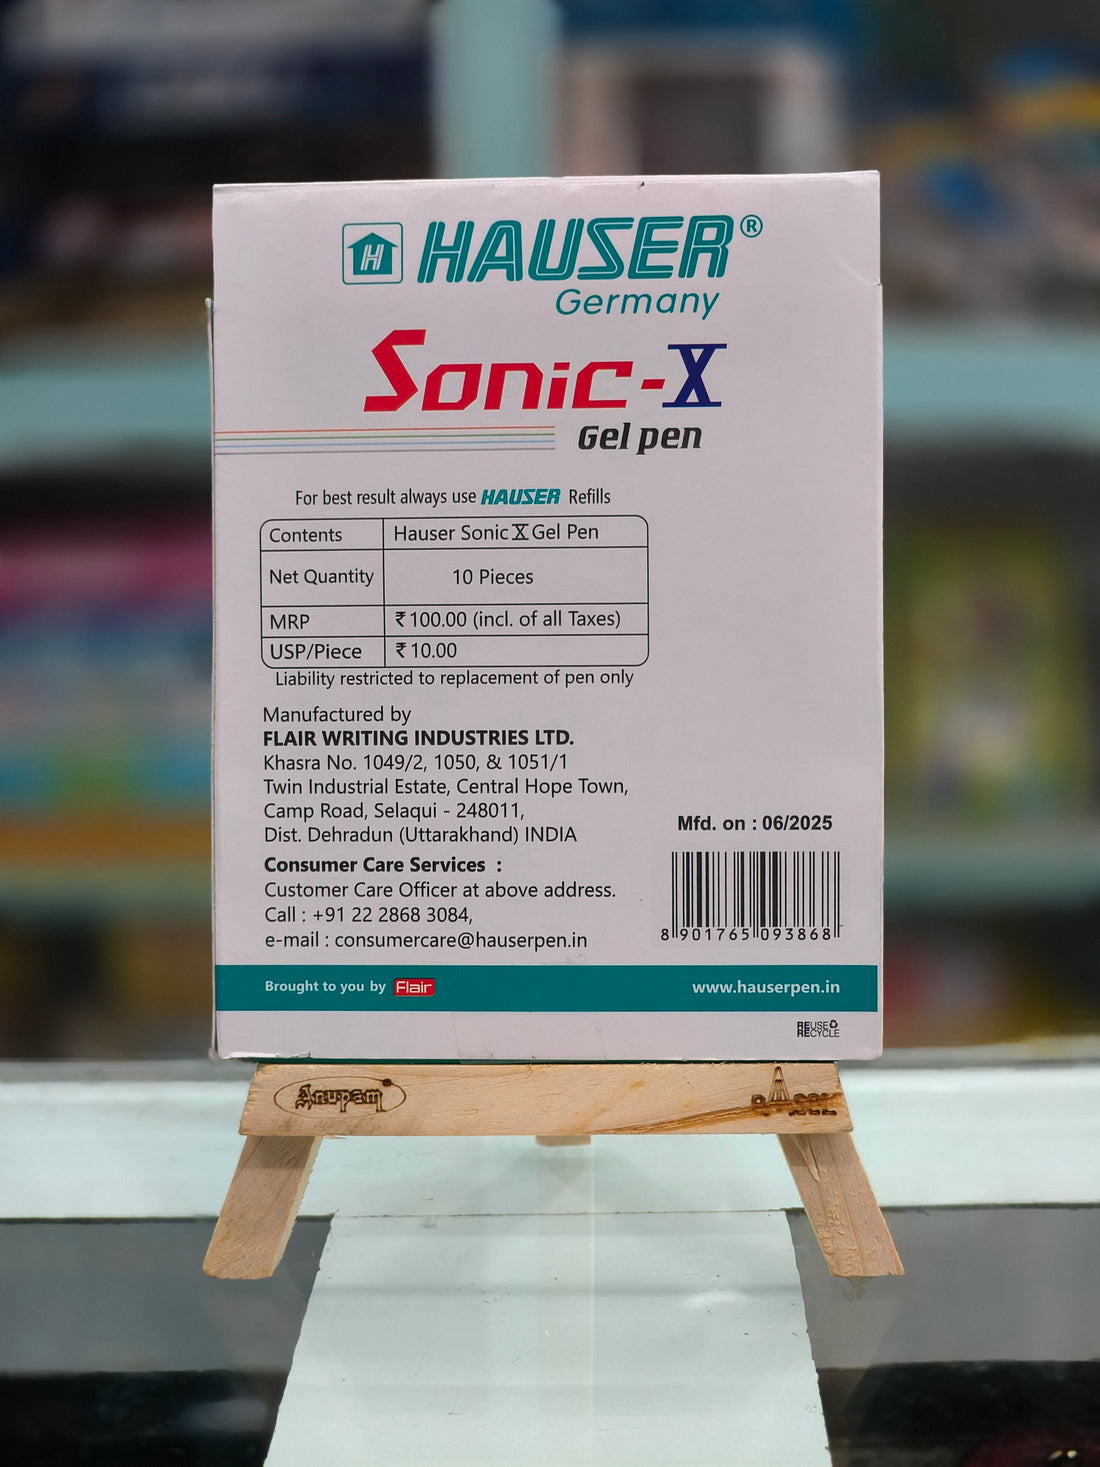 H HAUSER®
Germany
Sonic-X
Gel pen
For best result always use HAUSER Refills
Contents Hauser Sonic X Gel Pen
Net Quantity 10 Pieces
MRP ₹100.00 (incl. of all Taxes)
USP/Piece ₹10.00
Liability restricted to replacement of pen only
Manufactured by
FLAIR WRITING INDUSTRIES LTD.
Khasra No. 1049/2, 1050, & 1051/1
Twin Industrial Estate, Central Hope Town,
Camp Road, Selaqui - 248011,
Dist. Dehradun (Uttarakhand) INDIA
Consumer Care Services :
Customer Care Officer at above address.
Call : +91 22 2868 3084,
e-mail : consumercare@hauserpen.in
Mfd. on : 06/2025
8 901765 093868
Brought to you by Flair
www.hauserpen.in
REUSE
RECYCLE
Anupam